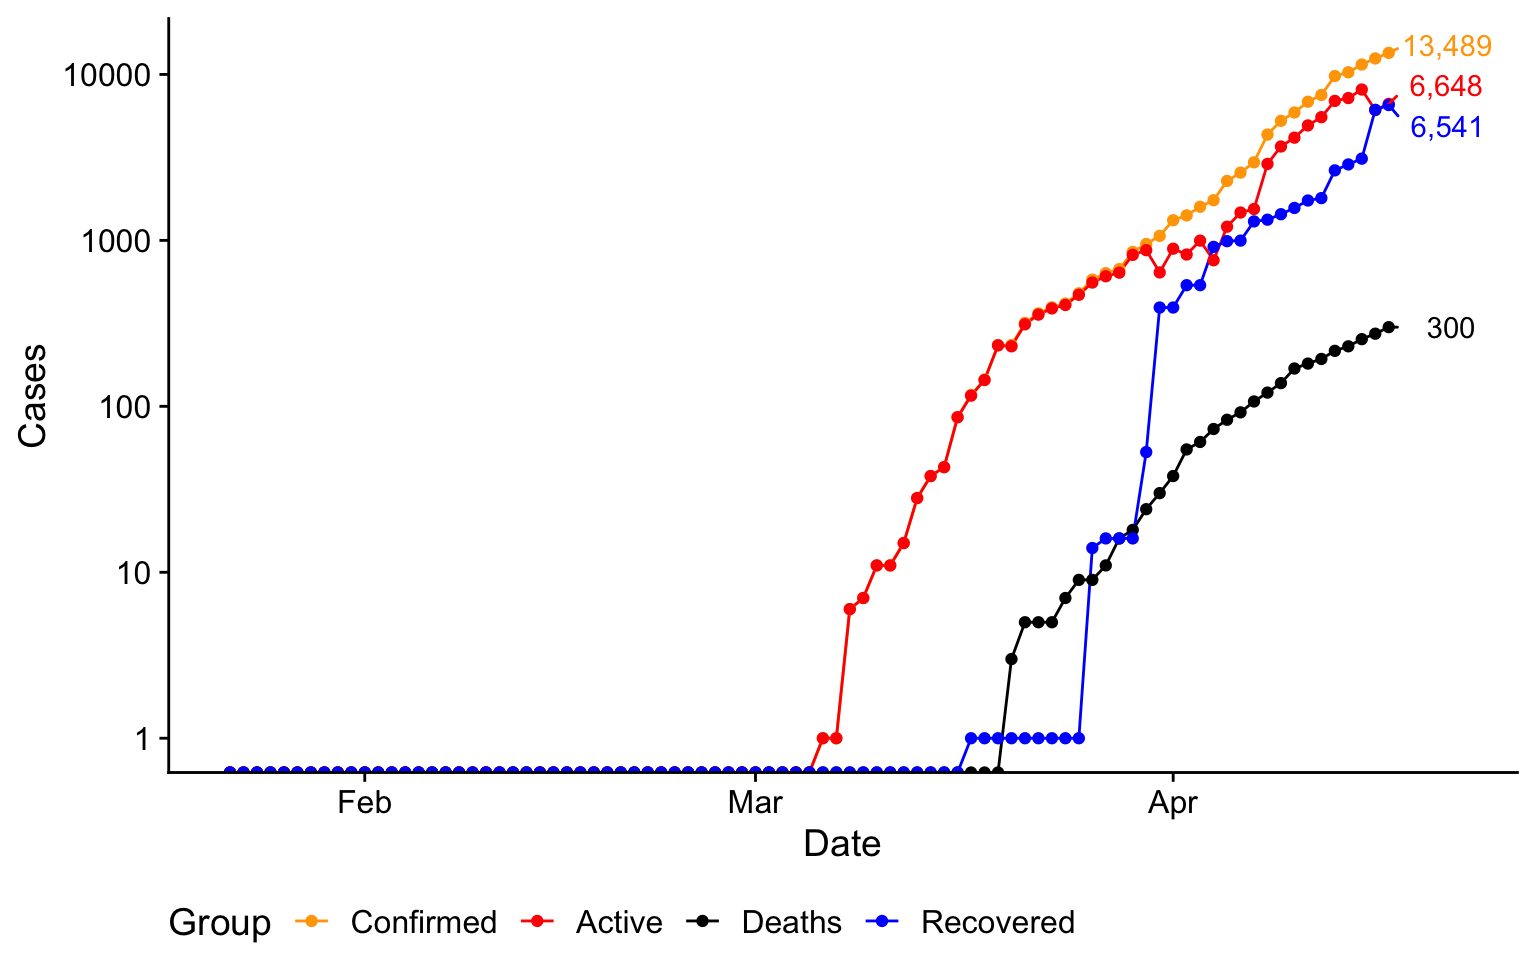 13,489
10000
6,648
6,541
1000
300
Cases
100
10
1
Feb Mar Apr
Date
Group Confirmed Active Deaths Recovered